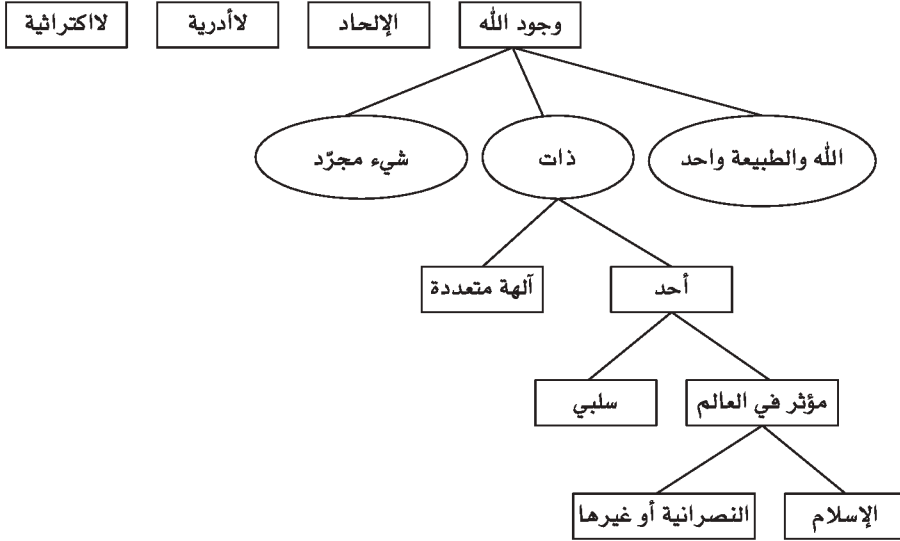 وجود الله
الإلحاد
لاأدرية
لااكتراثية
الله والطبيعة واحد
ذات
شيء مجرّد
أحد
آلهة متعددة
مؤثر في العالم
سلبي
الإسلام
النصرانية أو غيرها